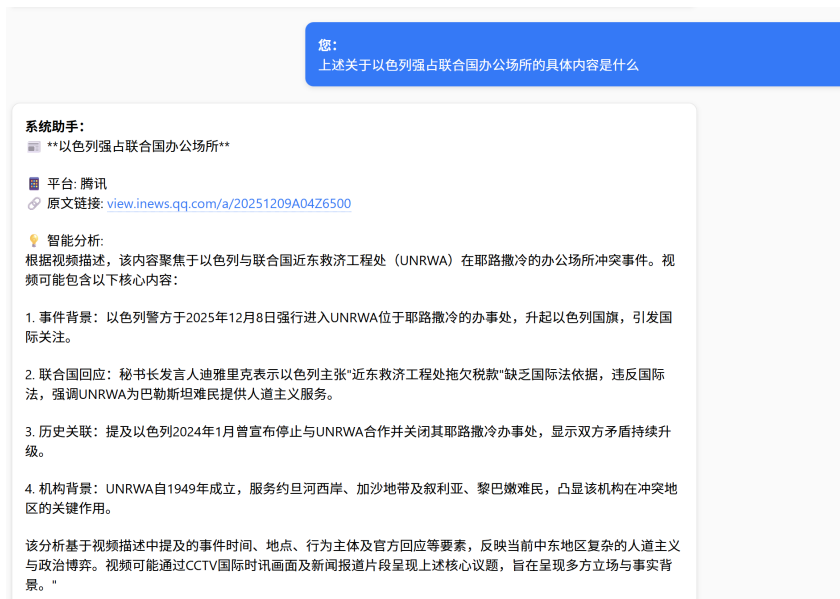 您：
上述关于以色列强占联合国办公场所的具体内容是什么
系统助手：
**以色列强占联合国办公场所**
平台: 腾讯
原文链接: view.inews.qq.com/a/20251209A04Z6500
智能分析:
根据视频描述，该内容聚焦于以色列与联合国近东救济工程处（UNRWA）在耶路撒冷的办公场所冲突事件。视
频可能包含以下核心内容：
1. 事件背景：以色列警方于2025年12月8日强行进入UNRWA位于耶路撒冷的办事处，升起以色列国旗，引发国
际关注。
2. 联合国回应：秘书长发言人迪雅里克表示以色列主张"近东救济工程处拖欠税款"缺乏国际法依据，违反国际
法，强调UNRWA为巴勒斯坦难民提供人道主义服务。
3. 历史关联：提及以色列2024年1月曾宣布停止与UNRWA合作并关闭其耶路撒冷办事处，显示双方矛盾持续升
级。
4. 机构背景：UNRWA自1949年成立，服务约旦河西岸、加沙地带及叙利亚、黎巴嫩难民，凸显该机构在冲突地
区的关键作用。
该分析基于视频描述中提及的事件时间、地点、行为主体及官方回应等要素，反映当前中东地区复杂的人道主义
与政治博弈。视频可能通过CCTV国际时讯画面及新闻报道片段呈现上述核心议题，旨在呈现多方立场与事实背
景。"